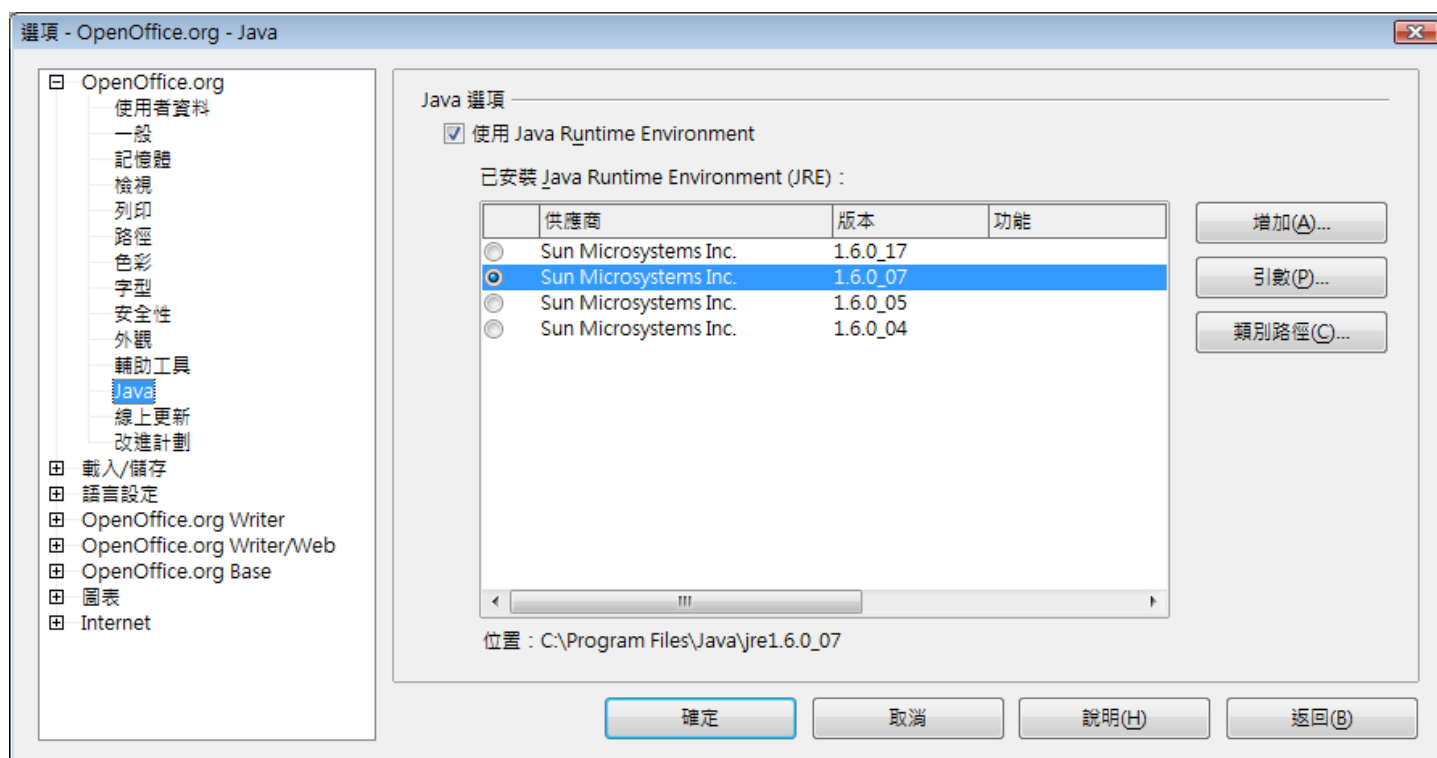 選項 - OpenOffice.org - Java
OpenOffice.org
使用者資料
一般
記憶體
檢視
列印
路徑
色彩
字型
安全性
外觀
輔助工具
Java
線上更新
改進計劃
載入/儲存
語言設定
OpenOffice.org Writer
OpenOffice.org Writer/Web
OpenOffice.org Base
圖表
Internet
Java 選項
使用 Java Runtime Environment
已安裝 Java Runtime Environment (JRE)：
供應商 版本 功能
Sun Microsystems Inc. 1.6.0_17
Sun Microsystems Inc. 1.6.0_07
Sun Microsystems Inc. 1.6.0_05
Sun Microsystems Inc. 1.6.0_04
增加(A)...
引數(P)...
類別路徑(C)...
位置：C:\Program Files\Java\jre1.6.0_07
確定 取消 說明(H) 返回(B)